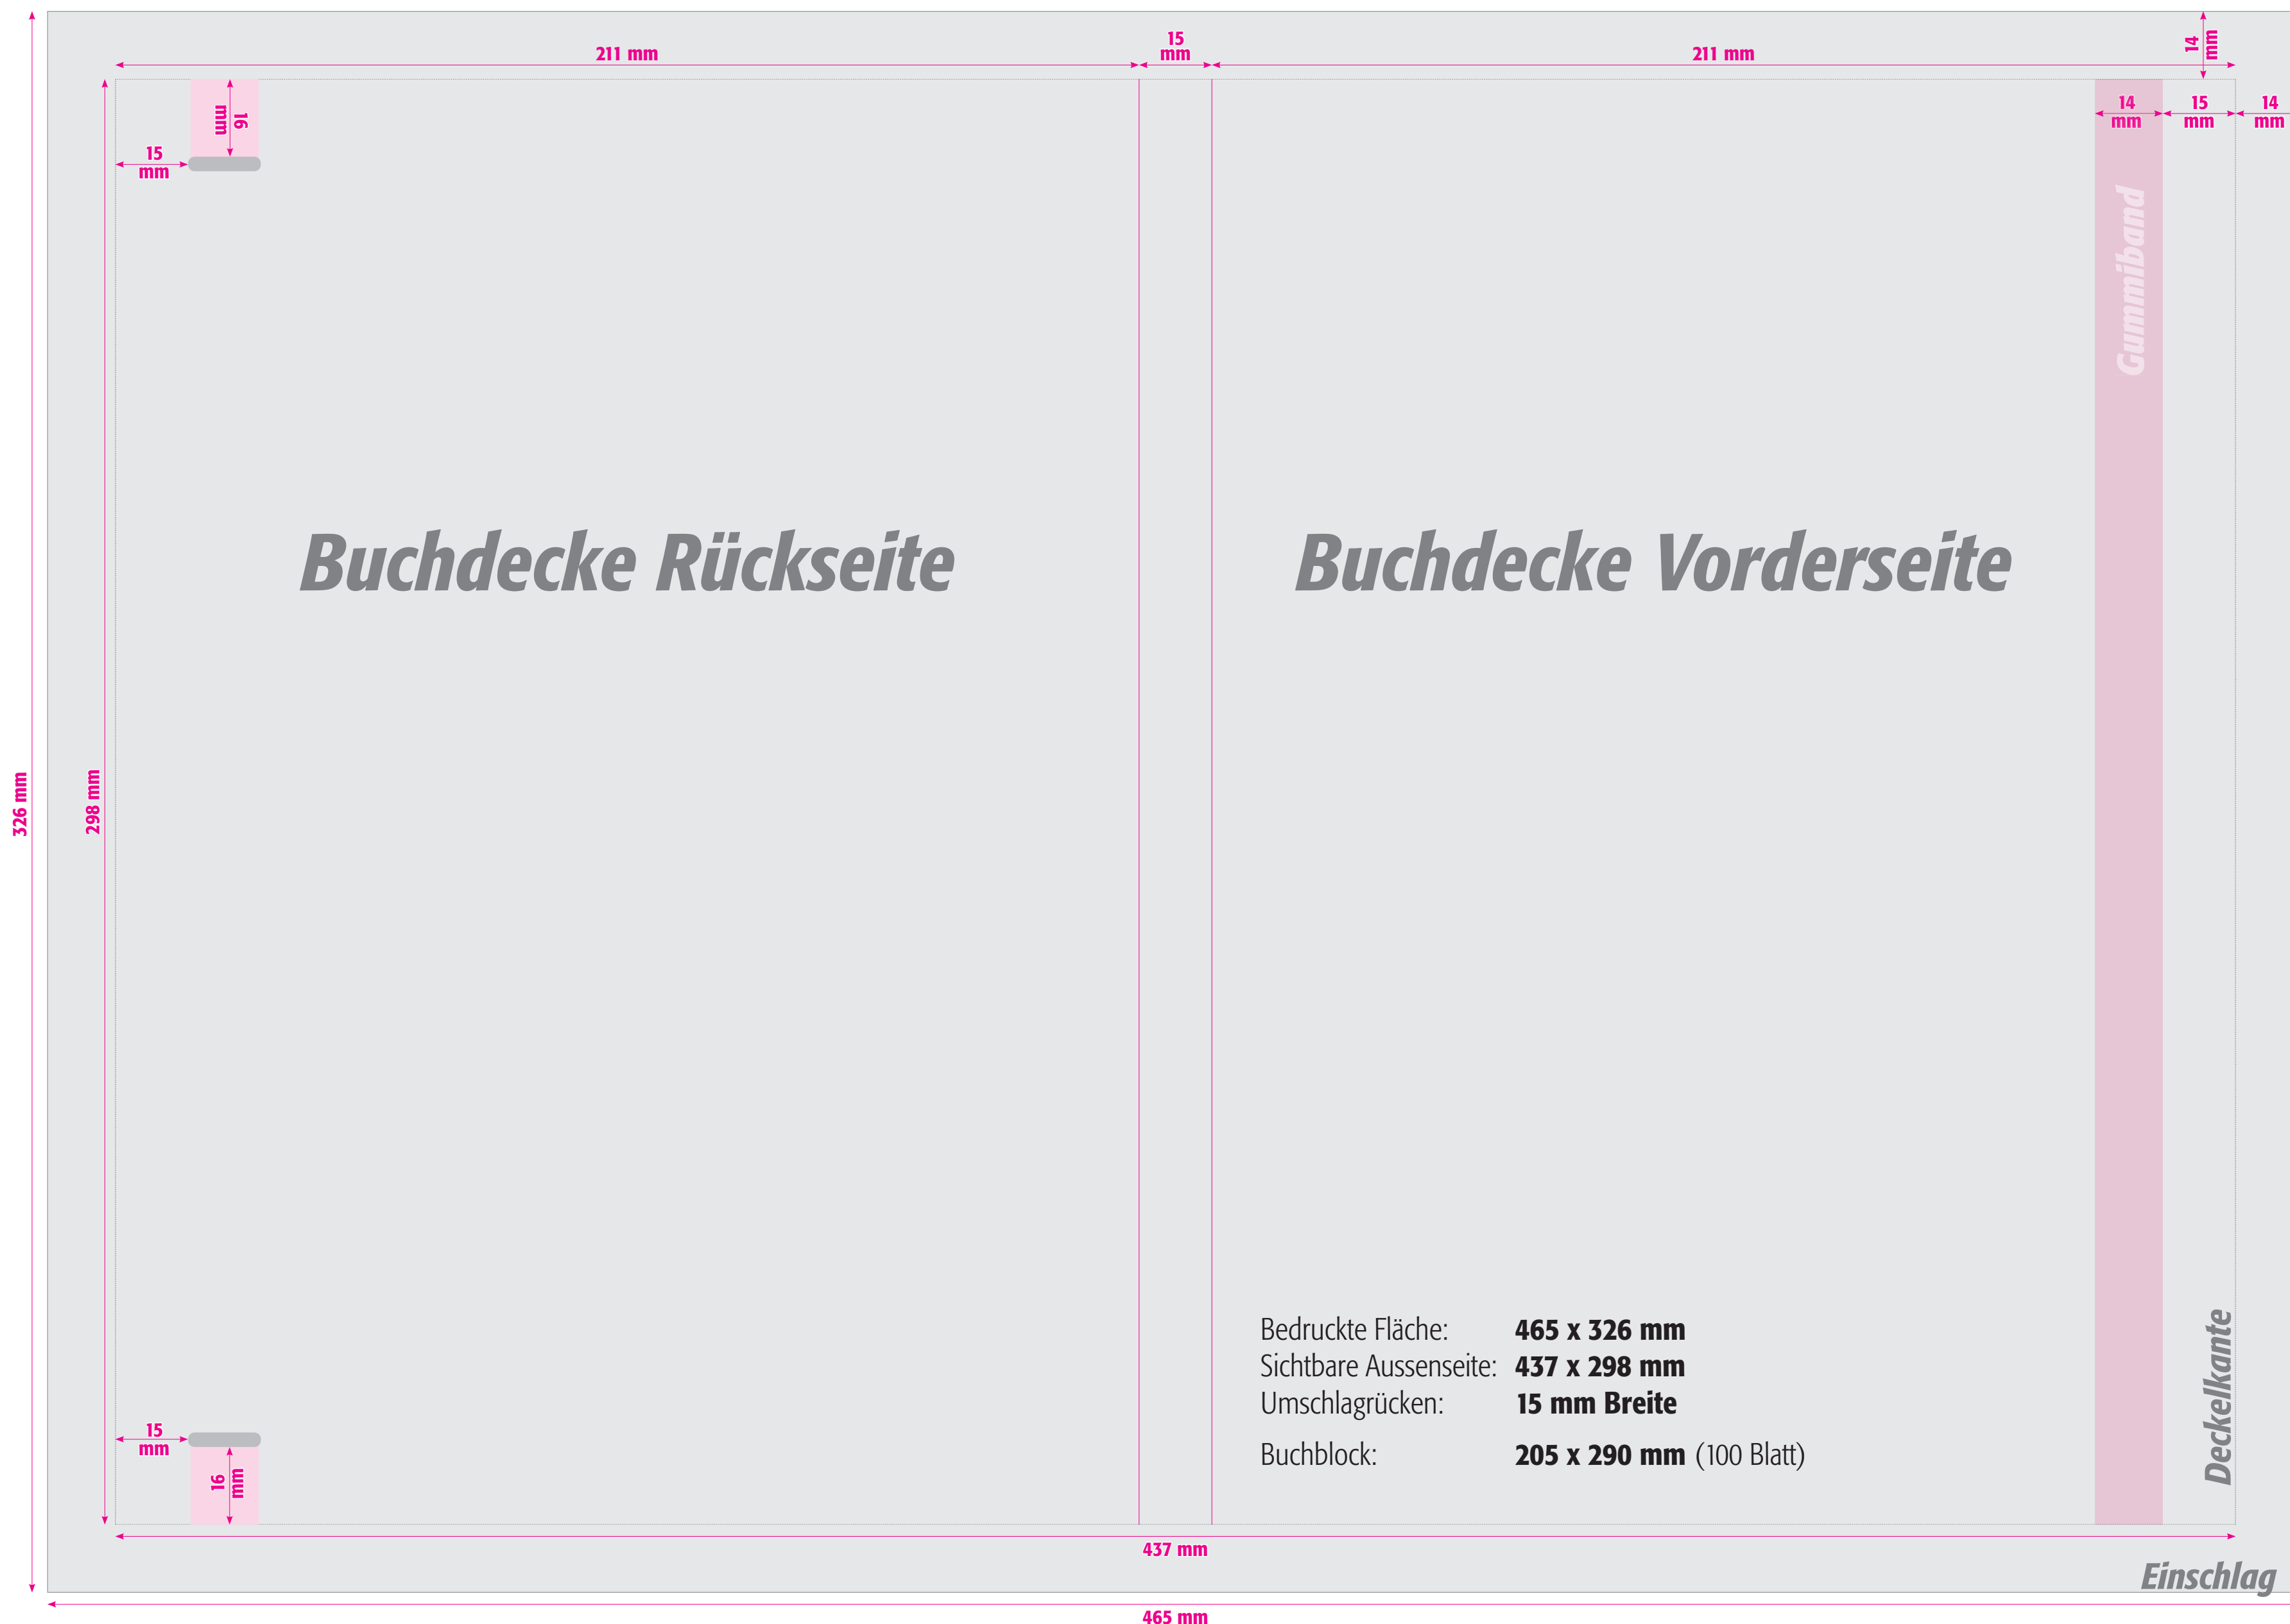 211 mm
15
mm
211 mm
14
mm
16
mm
15
mm
14
mm
15
mm
14
mm
Gummiband
Buchdecke Rückseite
Buchdecke Vorderseite
326 mm
298 mm
Bedruckte Fläche: 465 x 326 mm
Sichtbare Aussenseite: 437 x 298 mm
Umschlagrücken: 15 mm Breite
Buchblock: 205 x 290 mm (100 Blatt)
Deckelkante
15
mm
16
mm
437 mm
Einschlag
465 mm